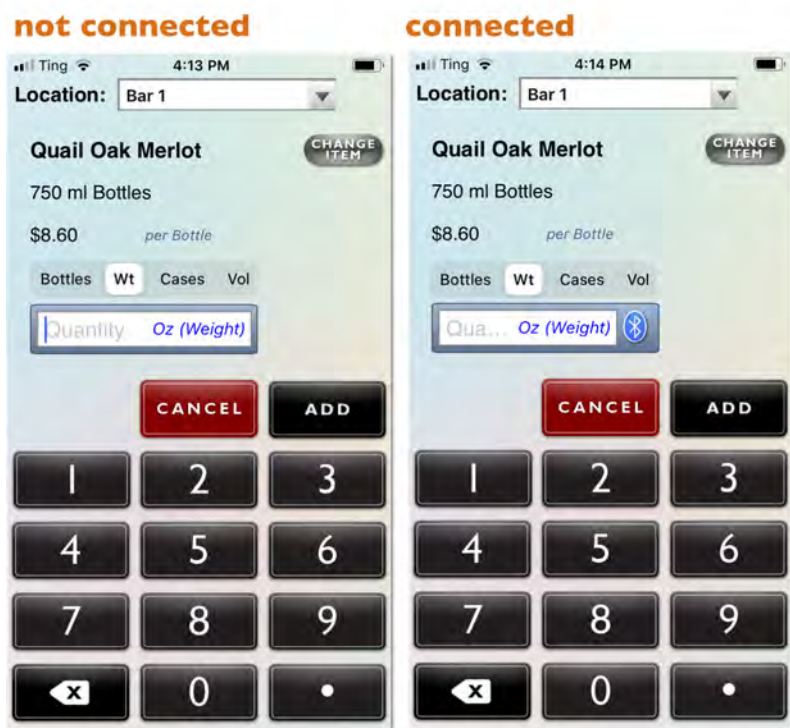 not connected
Ting 4:13 PM
Location: Bar 1
Quail Oak Merlot CHANGE ITEM
750 ml Bottles
$8.60 per Bottle
Bottles Wt Cases Vol
Quantity Oz (Weight)
CANCEL ADD
1 2 3
4 5 6
7 8 9
X 0 .
connected
Ting 4:14 PM
Location: Bar 1
Quail Oak Merlot CHANGE ITEM
750 ml Bottles
$8.60 per Bottle
Bottles Wt Cases Vol
Qua... Oz (Weight)
CANCEL ADD
1 2 3
4 5 6
7 8 9
X 0 .